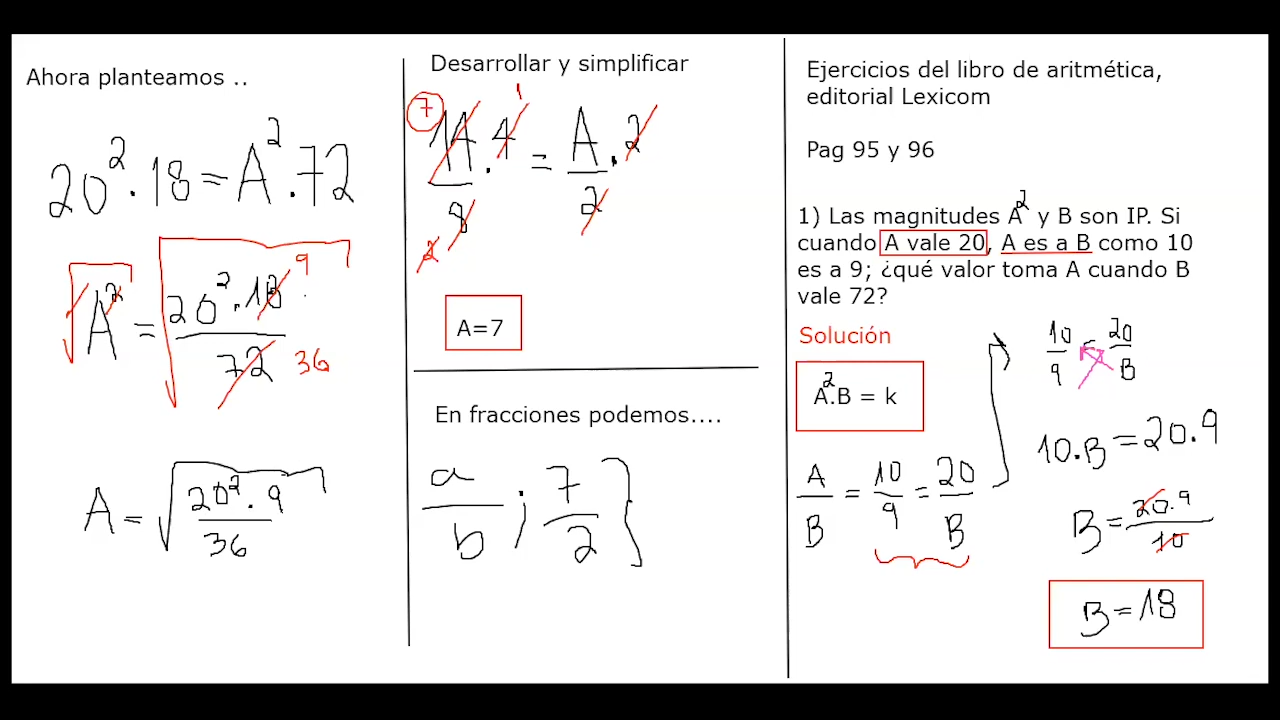 Ahora planteamos ..
20² . 18 = A² . 72
√A² = √(20² . 18 / 72)
9
36
A = √(20² . 9 / 36)
Desarrollar y simplificar
7
1
14/8 . 4 = A/2 . 2
2
A=7
En fracciones podemos....
a/b ; 7/2 }
Ejercicios del libro de aritmética,
editorial Lexicom
Pag 95 y 96
1) Las magnitudes A² y B son IP. Si
cuando A vale 20, A es a B como 10
es a 9; ¿qué valor toma A cuando B
vale 72?
Solución
A².B = k
A/B = 10/9 = 20/B
10/9 = 20/B
10.B = 20.9
B = 20.9/10
B = 18